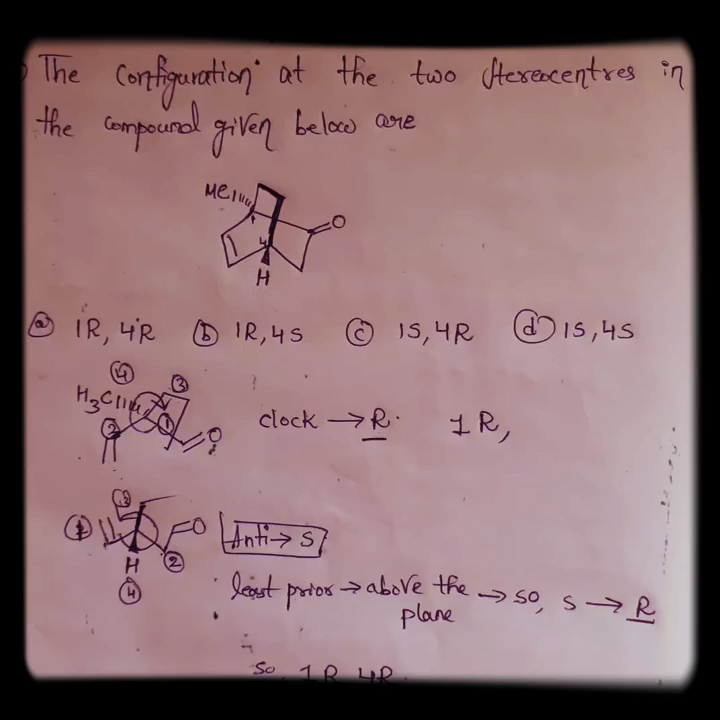 The configuration at the two stereocentres in
the compound given below are
Me
1
O
4
H
ⓐ 1R, 4R ⓑ 1R,4S ⓒ 1S,4R ⓓ 1S,4S
④ ③
H₃C
② ①
O
clock → R. 1R,
③
① O Anti → S
②
H
④
least prior → above the → so, S → R
plane
so 1R 4R.